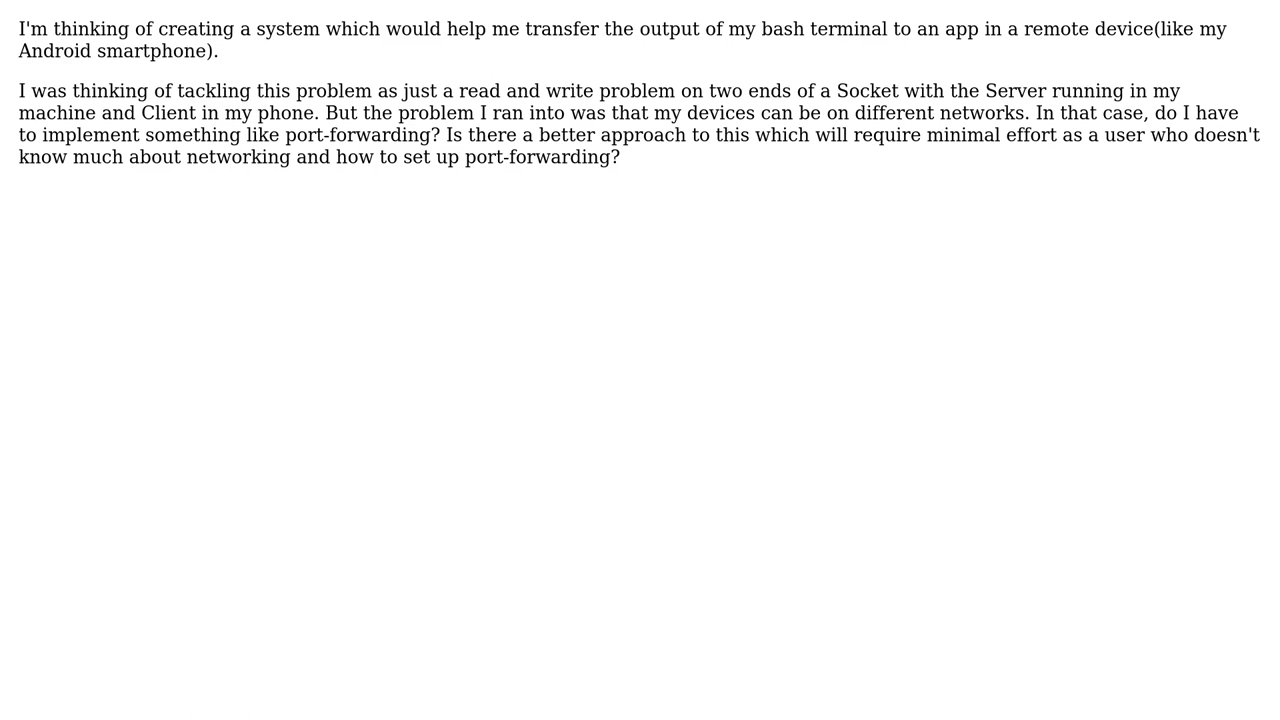 I'm thinking of creating a system which would help me transfer the output of my bash terminal to an app in a remote device(like my
Android smartphone).
I was thinking of tackling this problem as just a read and write problem on two ends of a Socket with the Server running in my
machine and Client in my phone. But the problem I ran into was that my devices can be on different networks. In that case, do I have
to implement something like port-forwarding? Is there a better approach to this which will require minimal effort as a user who doesn't
know much about networking and how to set up port-forwarding?